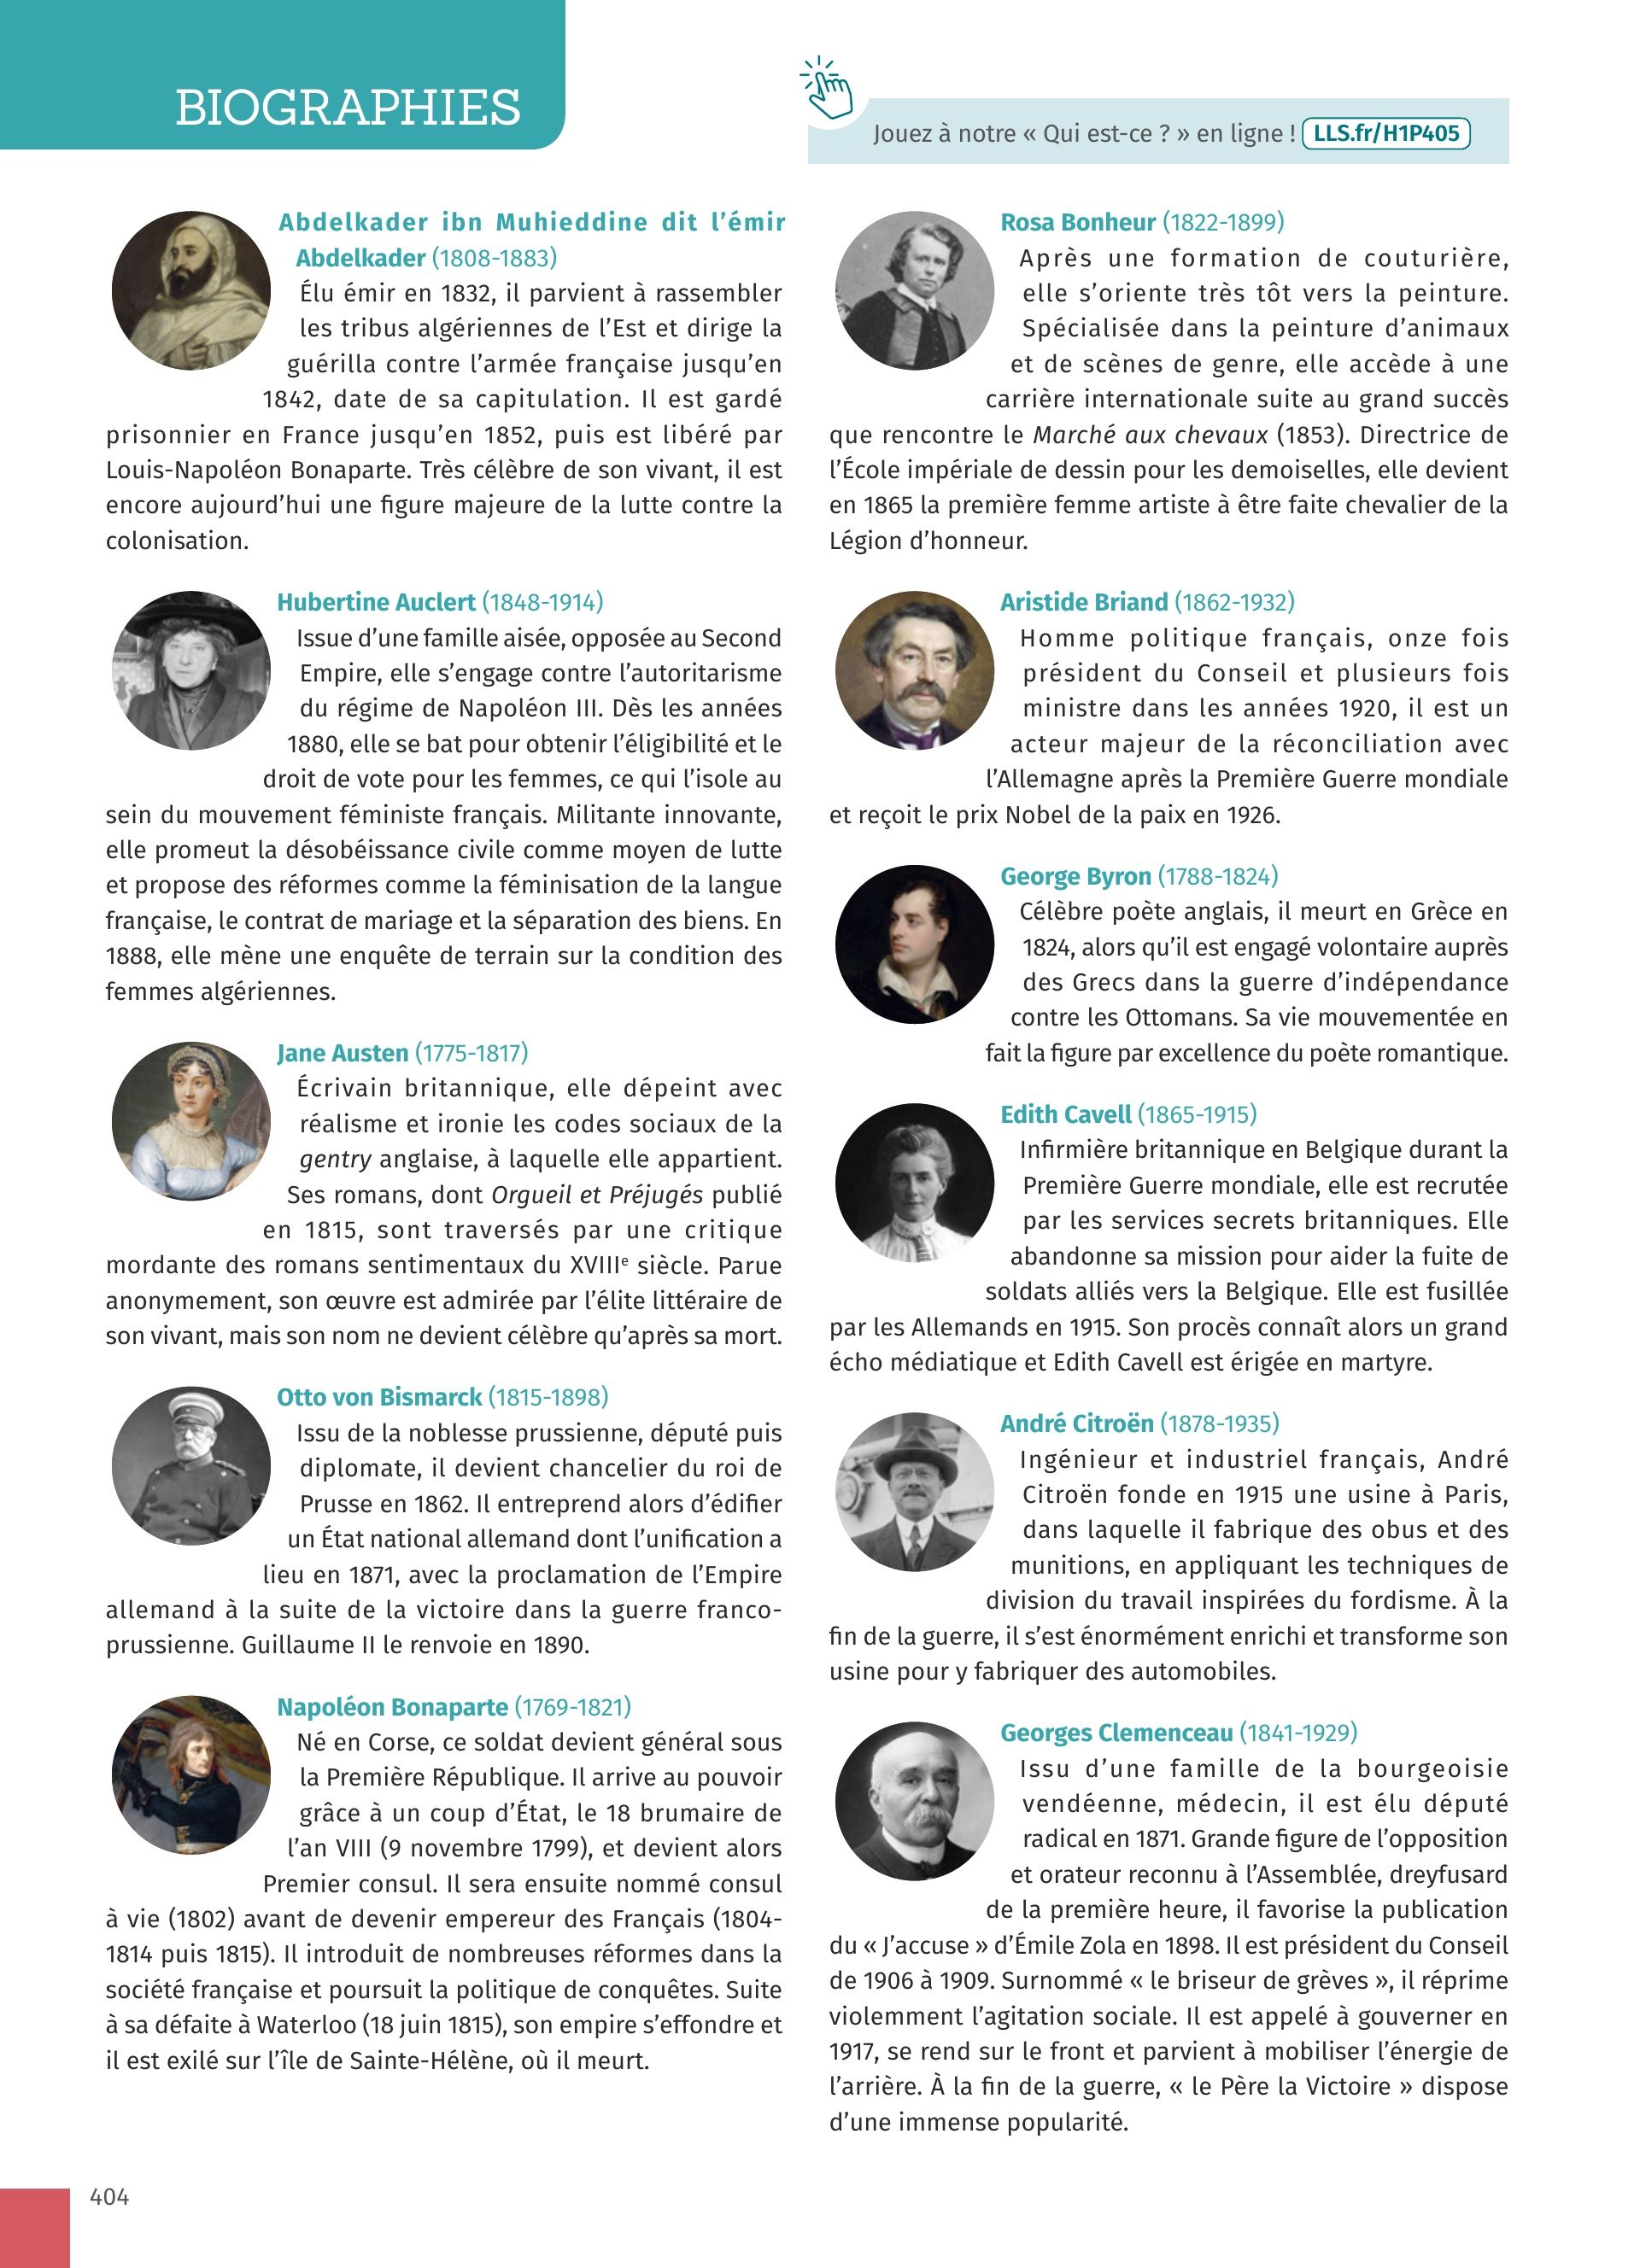 BIOGRAPHIES
Jouez à notre « Qui est-ce ? » en ligne ! LLS.fr/H1P405
Abdelkader ibn Muhieddine dit l’émir
Abdelkader (1808-1883)
Élu émir en 1832, il parvient à rassembler
les tribus algériennes de l’Est et dirige la
guérilla contre l’armée française jusqu’en
1842, date de sa capitulation. Il est gardé
prisonnier en France jusqu’en 1852, puis est libéré par
Louis-Napoléon Bonaparte. Très célèbre de son vivant, il est
encore aujourd’hui une figure majeure de la lutte contre la
colonisation.
Hubertine Auclert (1848-1914)
Issue d’une famille aisée, opposée au Second
Empire, elle s’engage contre l’autoritarisme
du régime de Napoléon III. Dès les années
1880, elle se bat pour obtenir l’éligibilité et le
droit de vote pour les femmes, ce qui l’isole au
sein du mouvement féministe français. Militante innovante,
elle promeut la désobéissance civile comme moyen de lutte
et propose des réformes comme la féminisation de la langue
française, le contrat de mariage et la séparation des biens. En
1888, elle mène une enquête de terrain sur la condition des
femmes algériennes.
Jane Austen (1775-1817)
Écrivain britannique, elle dépeint avec
réalisme et ironie les codes sociaux de la
gentry anglaise, à laquelle elle appartient.
Ses romans, dont Orgueil et Préjugés publié
en 1815, sont traversés par une critique
mordante des romans sentimentaux du XVIIIe siècle. Parue
anonymement, son œuvre est admirée par l’élite littéraire de
son vivant, mais son nom ne devient célèbre qu’après sa mort.
Otto von Bismarck (1815-1898)
Issu de la noblesse prussienne, député puis
diplomate, il devient chancelier du roi de
Prusse en 1862. Il entreprend alors d’édifier
un État national allemand dont l’unification a
lieu en 1871, avec la proclamation de l’Empire
allemand à la suite de la victoire dans la guerre franco-
prussienne. Guillaume II le renvoie en 1890.
Napoléon Bonaparte (1769-1821)
Né en Corse, ce soldat devient général sous
la Première République. Il arrive au pouvoir
grâce à un coup d’État, le 18 brumaire de
l’an VIII (9 novembre 1799), et devient alors
Premier consul. Il sera ensuite nommé consul
à vie (1802) avant de devenir empereur des Français (1804-
1814 puis 1815). Il introduit de nombreuses réformes dans la
société française et poursuit la politique de conquêtes. Suite
à sa défaite à Waterloo (18 juin 1815), son empire s’effondre et
il est exilé sur l’île de Sainte-Hélène, où il meurt.
Rosa Bonheur (1822-1899)
Après une formation de couturière,
elle s’oriente très tôt vers la peinture.
Spécialisée dans la peinture d’animaux
et de scènes de genre, elle accède à une
carrière internationale suite au grand succès
que rencontre le Marché aux chevaux (1853). Directrice de
l’École impériale de dessin pour les demoiselles, elle devient
en 1865 la première femme artiste à être faite chevalier de la
Légion d’honneur.
Aristide Briand (1862-1932)
Homme politique français, onze fois
président du Conseil et plusieurs fois
ministre dans les années 1920, il est un
acteur majeur de la réconciliation avec
l’Allemagne après la Première Guerre mondiale
et reçoit le prix Nobel de la paix en 1926.
George Byron (1788-1824)
Célèbre poète anglais, il meurt en Grèce en
1824, alors qu’il est engagé volontaire auprès
des Grecs dans la guerre d’indépendance
contre les Ottomans. Sa vie mouvementée en
fait la figure par excellence du poète romantique.
Edith Cavell (1865-1915)
Infirmière britannique en Belgique durant la
Première Guerre mondiale, elle est recrutée
par les services secrets britanniques. Elle
abandonne sa mission pour aider la fuite de
soldats alliés vers la Belgique. Elle est fusillée
par les Allemands en 1915. Son procès connaît alors un grand
écho médiatique et Edith Cavell est érigée en martyre.
André Citroën (1878-1935)
Ingénieur et industriel français, André
Citroën fonde en 1915 une usine à Paris,
dans laquelle il fabrique des obus et des
munitions, en appliquant les techniques de
division du travail inspirées du fordisme. À la
fin de la guerre, il s’est énormément enrichi et transforme son
usine pour y fabriquer des automobiles.
Georges Clemenceau (1841-1929)
Issu d’une famille de la bourgeoisie
vendéenne, médecin, il est élu député
radical en 1871. Grande figure de l’opposition
et orateur reconnu à l’Assemblée, dreyfusard
de la première heure, il favorise la publication
du « J’accuse » d’Émile Zola en 1898. Il est président du Conseil
de 1906 à 1909. Surnommé « le briseur de grèves », il réprime
violemment l’agitation sociale. Il est appelé à gouverner en
1917, se rend sur le front et parvient à mobiliser l’énergie de
l’arrière. À la fin de la guerre, « le Père la Victoire » dispose
d’une immense popularité.
404